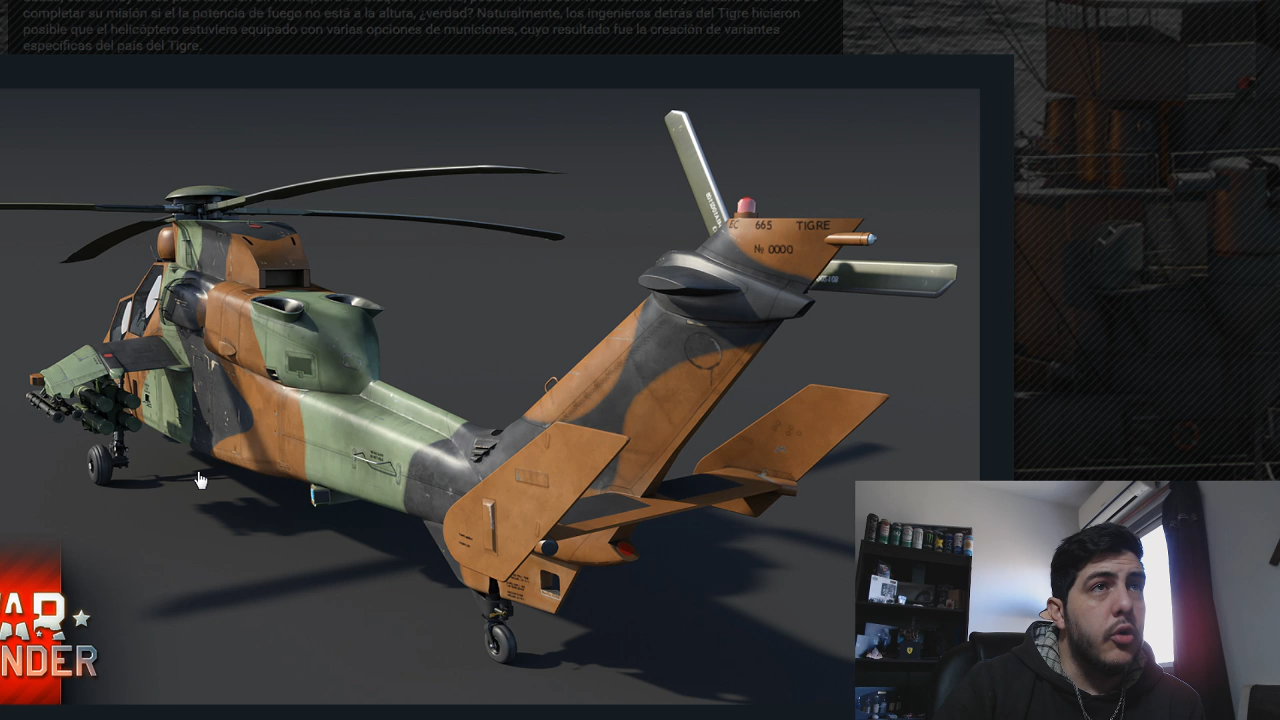 completar su misión si el la potencia de fuego no está a la altura, ¿verdad? Naturalmente, los ingenieros detrás del Tigre hicieron
posible que el helicóptero estuviera equipado con varias opciones de municiones, cuyo resultado fue la creación de variantes
específicas del país del Tigre.
EC 665 TIGRE
№ 0000
AR
NDER